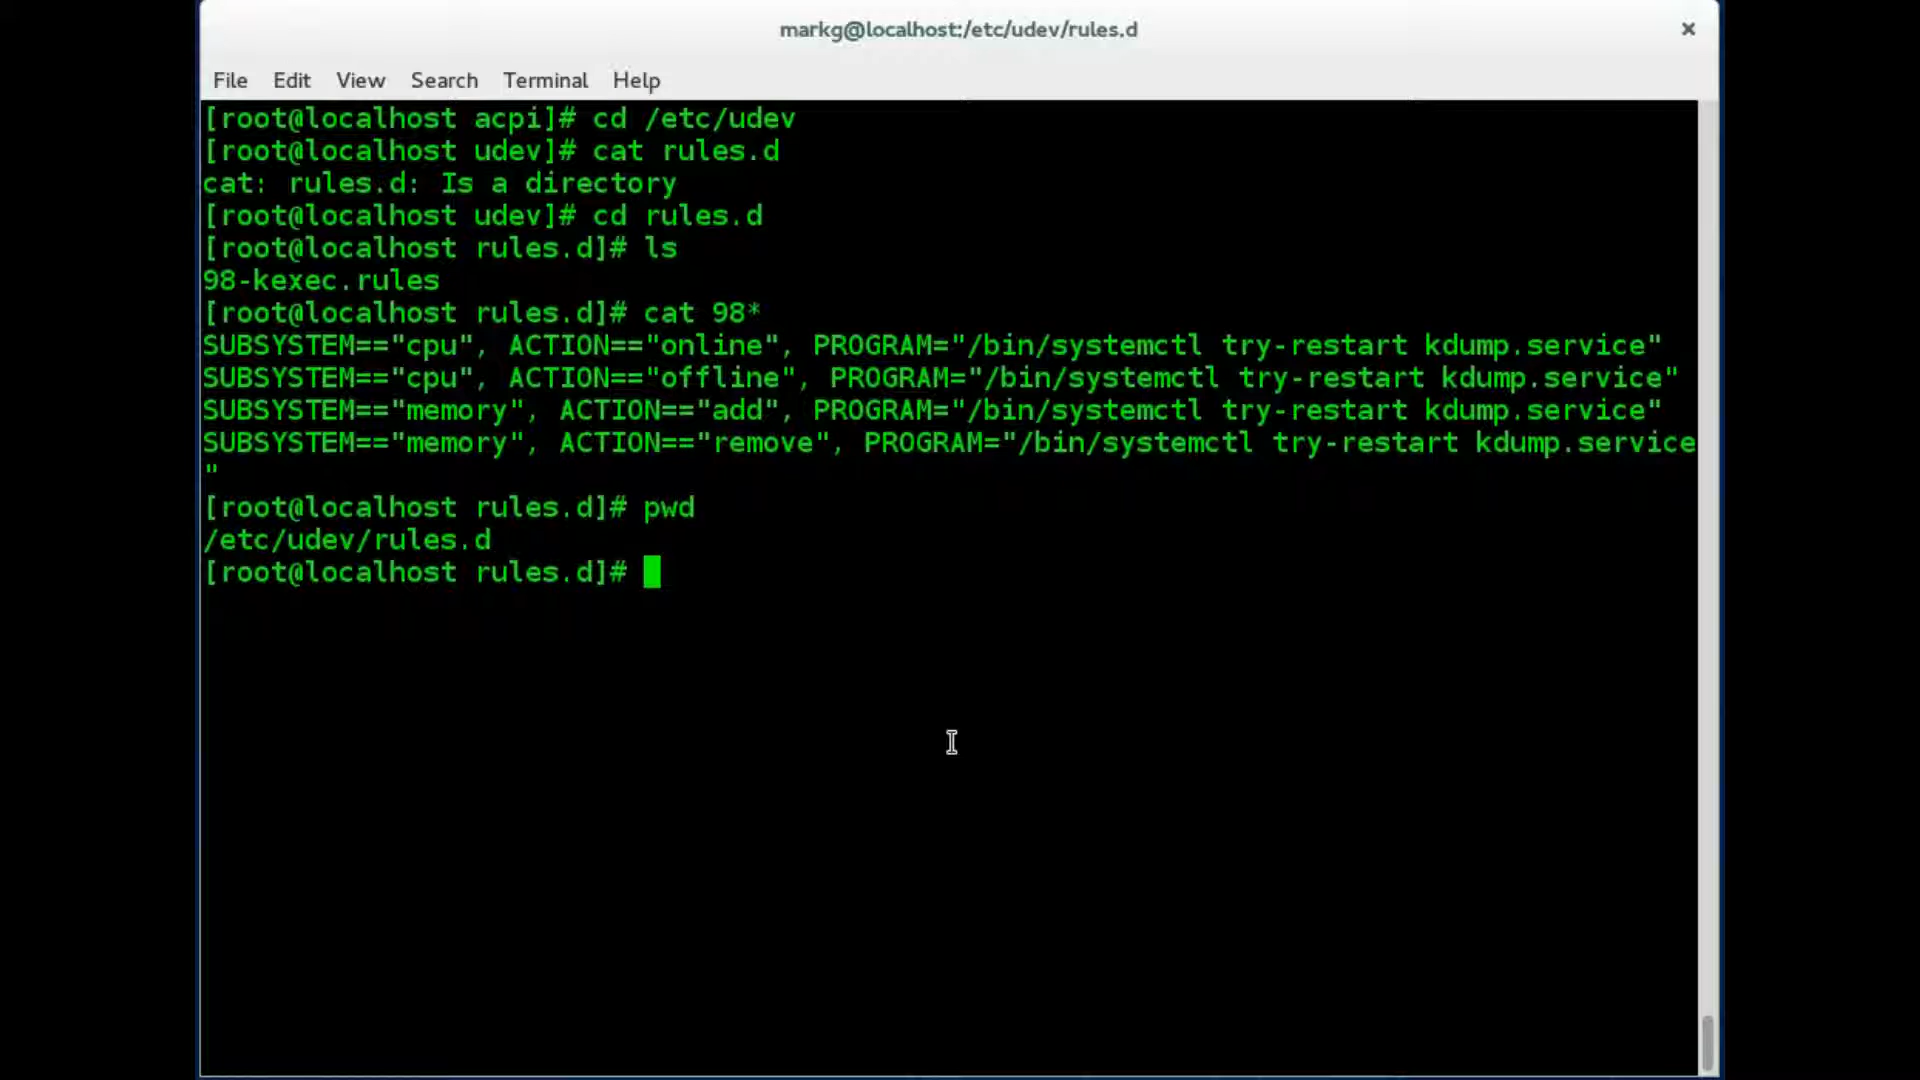 markg@localhost:/etc/udev/rules.d
File Edit View Search Terminal Help
[root@localhost acpi]# cd /etc/udev
[root@localhost udev]# cat rules.d
cat: rules.d: Is a directory
[root@localhost udev]# cd rules.d
[root@localhost rules.d]# ls
98-kexec.rules
[root@localhost rules.d]# cat 98*
SUBSYSTEM=="cpu", ACTION=="online", PROGRAM="/bin/systemctl try-restart kdump.service"
SUBSYSTEM=="cpu", ACTION=="offline", PROGRAM="/bin/systemctl try-restart kdump.service"
SUBSYSTEM=="memory", ACTION=="add", PROGRAM="/bin/systemctl try-restart kdump.service"
SUBSYSTEM=="memory", ACTION=="remove", PROGRAM="/bin/systemctl try-restart kdump.service
"
[root@localhost rules.d]# pwd
/etc/udev/rules.d
[root@localhost rules.d]#